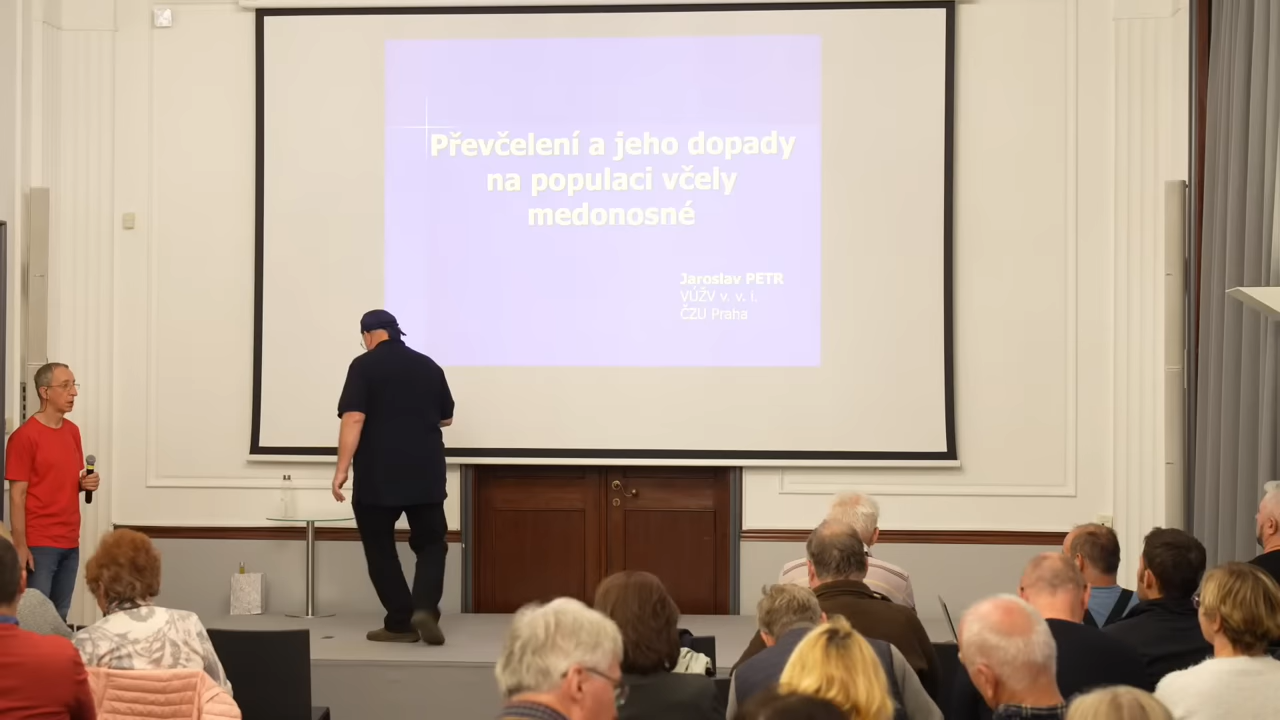 Převčelení a jeho dopady
na populaci včely
medonosné
Jaroslav PETR
VÚŽV v. v. i.
ČZU Praha